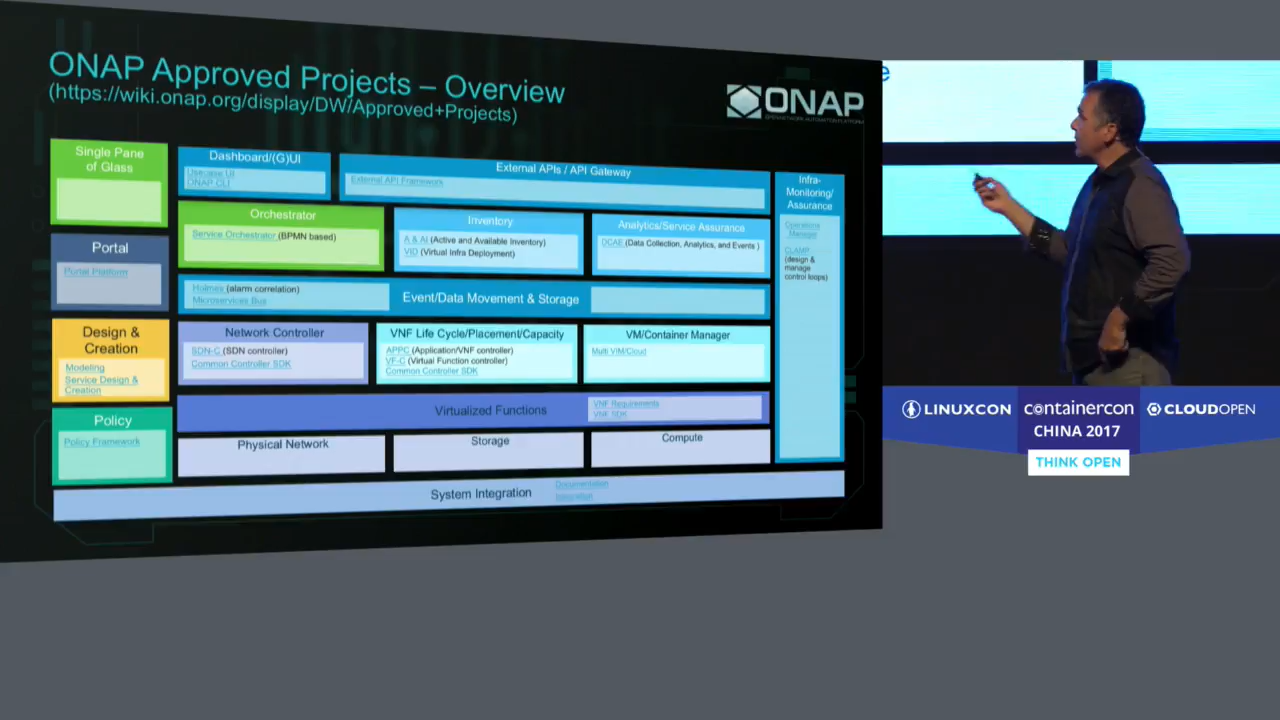 ONAP Approved Projects – Overview
(https://wiki.onap.org/display/DW/Approved+Projects)
ONAP
OPEN NETWORK AUTOMATION PLATFORM
e
Single Pane
of Glass
Dashboard/(G)UI
Usecase UI
ONAP CLI
External APIs / API Gateway
External API Framework
Infra-
Monitoring/
Assurance
Operations
Manager
CLAMP
(design &
manage
control loops)
Portal
Portal Platform
Orchestrator
Service Orchestrator (BPMN based)
Inventory
A & AI (Active and Available Inventory)
VID (Virtual Infra Deployment)
Analytics/Service Assurance
DCAE (Data Collection, Analytics, and Events )
Holmes (alarm correlation)
Microservices Bus
Event/Data Movement & Storage
Design &
Creation
Modeling
Service Design &
Creation
Network Controller
SDN-C (SDN controller)
Common Controller SDK
VNF Life Cycle/Placement/Capacity
APPC (Application/VNF controller)
VF-C (Virtual Function controller)
Common Controller SDK
VM/Container Manager
Multi VIM/Cloud
Policy
Policy Framework
Virtualized Functions
VNF Requirements
VNF SDK
Physical Network
Storage
Compute
System Integration
Documentation
Integration
LINUXCON
containercon
CLOUDOPEN
CHINA 2017
THINK OPEN